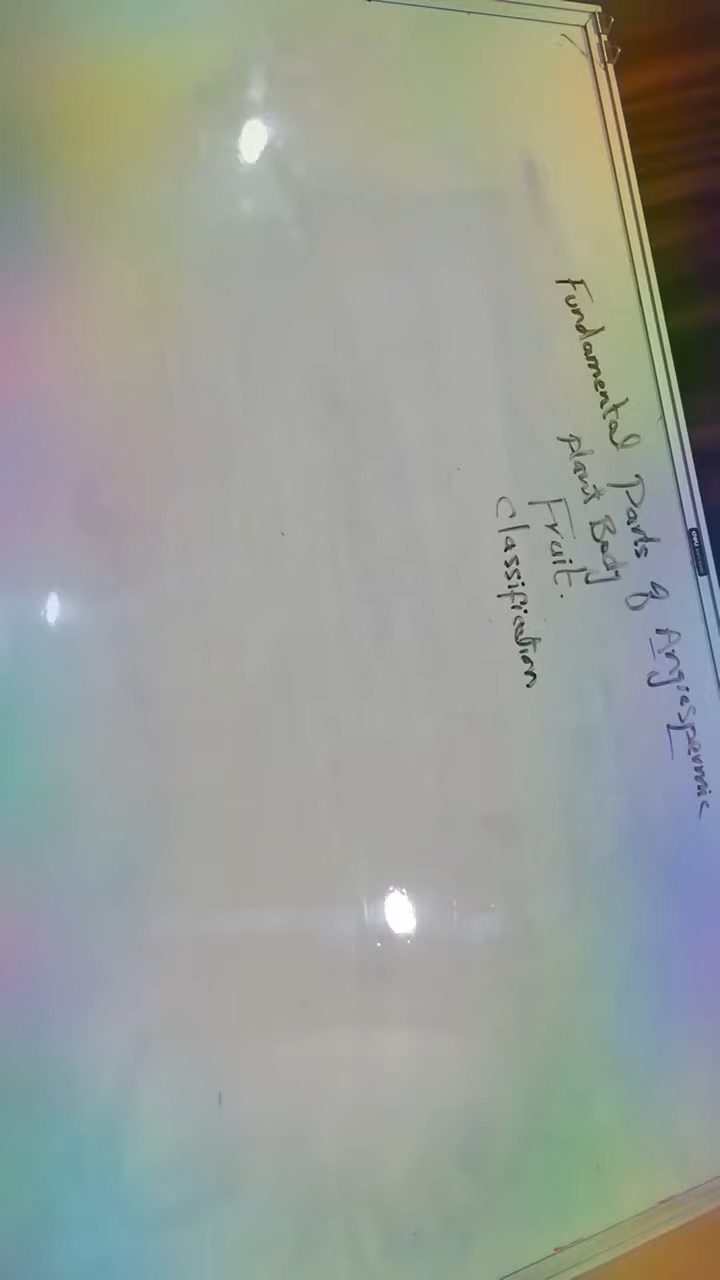 Fundamental Parts of Angiospermic
plant Body
Fruit.
Classification